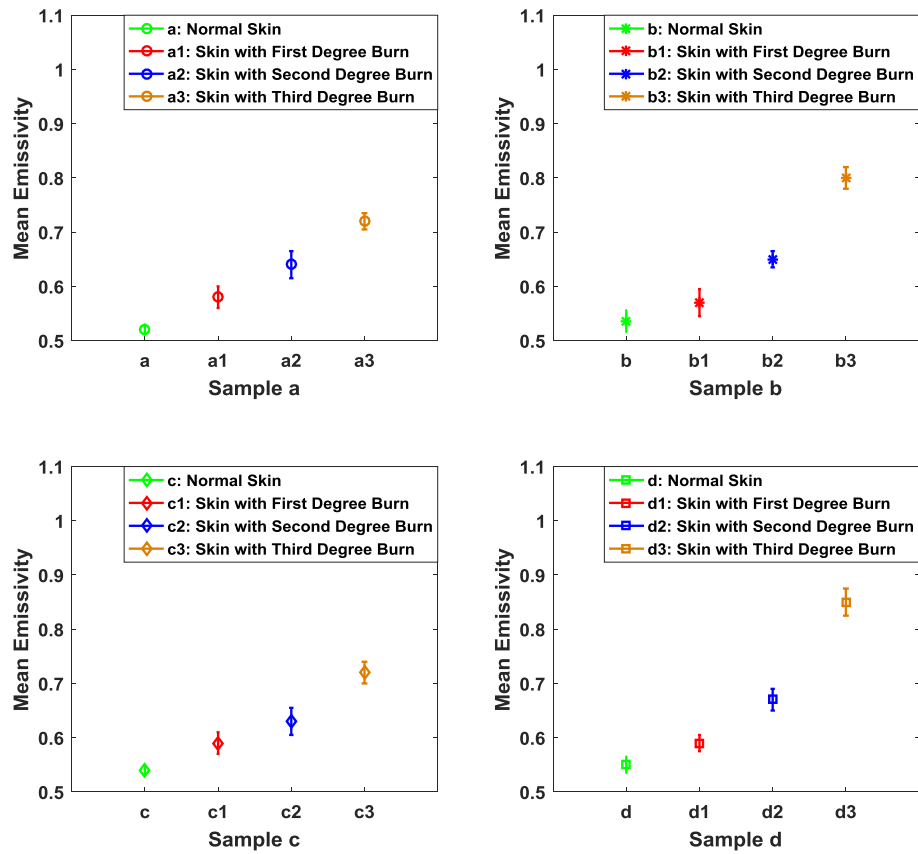 1.1
1
0.9
0.8
0.7
0.6
0.5
Mean Emissivity
a: Normal Skin
a1: Skin with First Degree Burn
a2: Skin with Second Degree Burn
a3: Skin with Third Degree Burn
a a1 a2 a3
Sample a
1.1
1
0.9
0.8
0.7
0.6
0.5
Mean Emissivity
b: Normal Skin
b1: Skin with First Degree Burn
b2: Skin with Second Degree Burn
b3: Skin with Third Degree Burn
b b1 b2 b3
Sample b
1.1
1
0.9
0.8
0.7
0.6
0.5
Mean Emissivity
c: Normal Skin
c1: Skin with First Degree Burn
c2: Skin with Second Degree Burn
c3: Skin with Third Degree Burn
c c1 c2 c3
Sample c
1.1
1
0.9
0.8
0.7
0.6
0.5
Mean Emissivity
d: Normal Skin
d1: Skin with First Degree Burn
d2: Skin with Second Degree Burn
d3: Skin with Third Degree Burn
d d1 d2 d3
Sample d